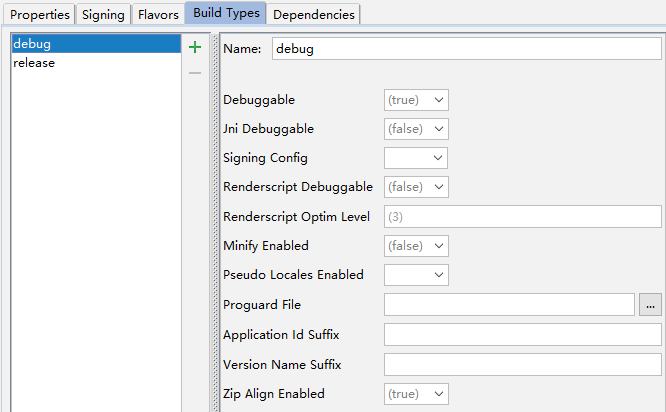 Properties Signing Flavors Build Types Dependencies
debug
release
Name: debug
Debuggable (true)
Jni Debuggable (false)
Signing Config
Renderscript Debuggable (false)
Renderscript Optim Level (3)
Minify Enabled (false)
Pseudo Locales Enabled
Proguard File ...
Application Id Suffix
Version Name Suffix
Zip Align Enabled (true)